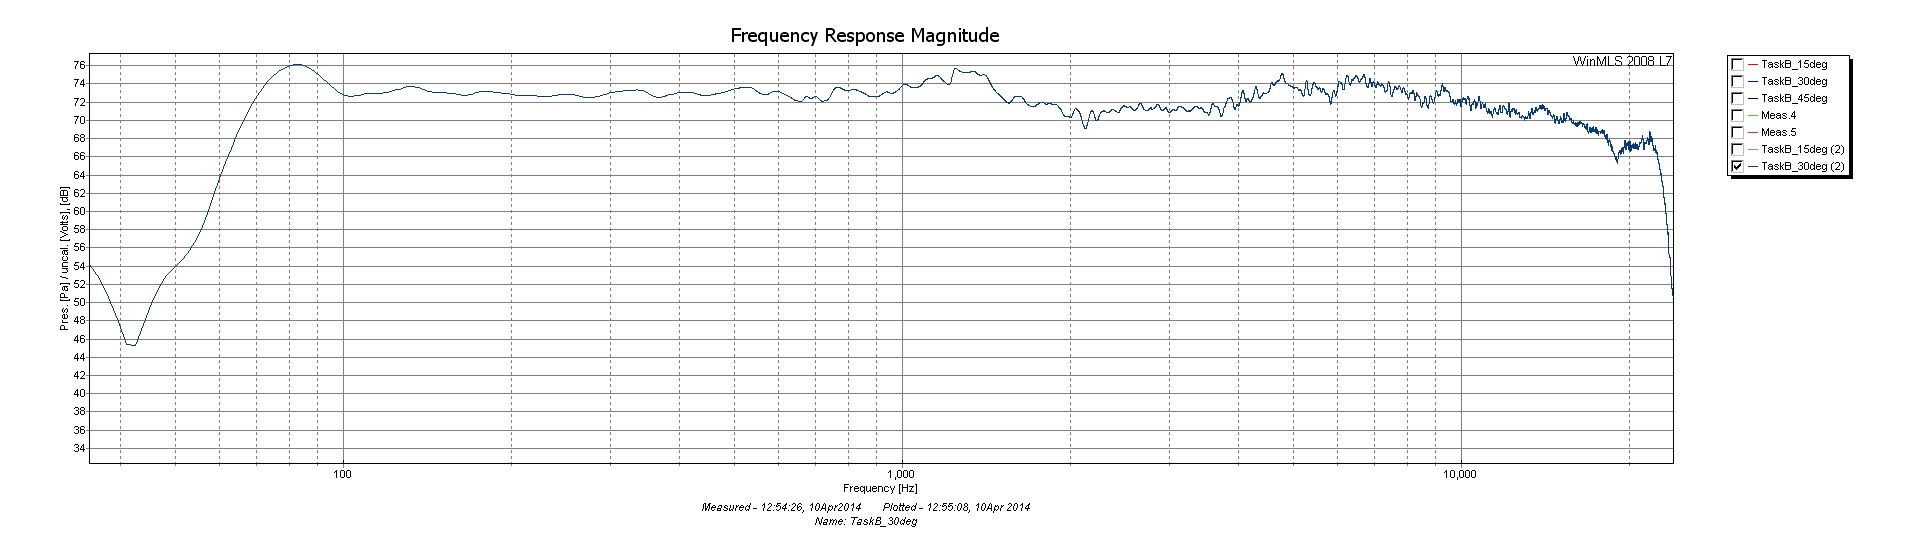 Frequency Response Magnitude
WinMLS 2008 L7
Pres. [Pa] / uncal. [Volts], [dB]
76
74
72
70
68
66
64
62
60
58
56
54
52
50
48
46
44
42
40
38
36
34
100
1,000
10,000
Frequency [Hz]
Measured - 12:54:26, 10Apr2014 Plotted - 12:55:08, 10Apr 2014
Name: TaskB_30deg
TaskB_15deg
TaskB_30deg
TaskB_45deg
Meas.4
Meas.5
TaskB_15deg (2)
TaskB_30deg (2)